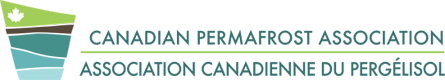 CANADIAN PERMAFROST ASSOCIATION
ASSOCIATION CANADIENNE DU PERGÉLISOL